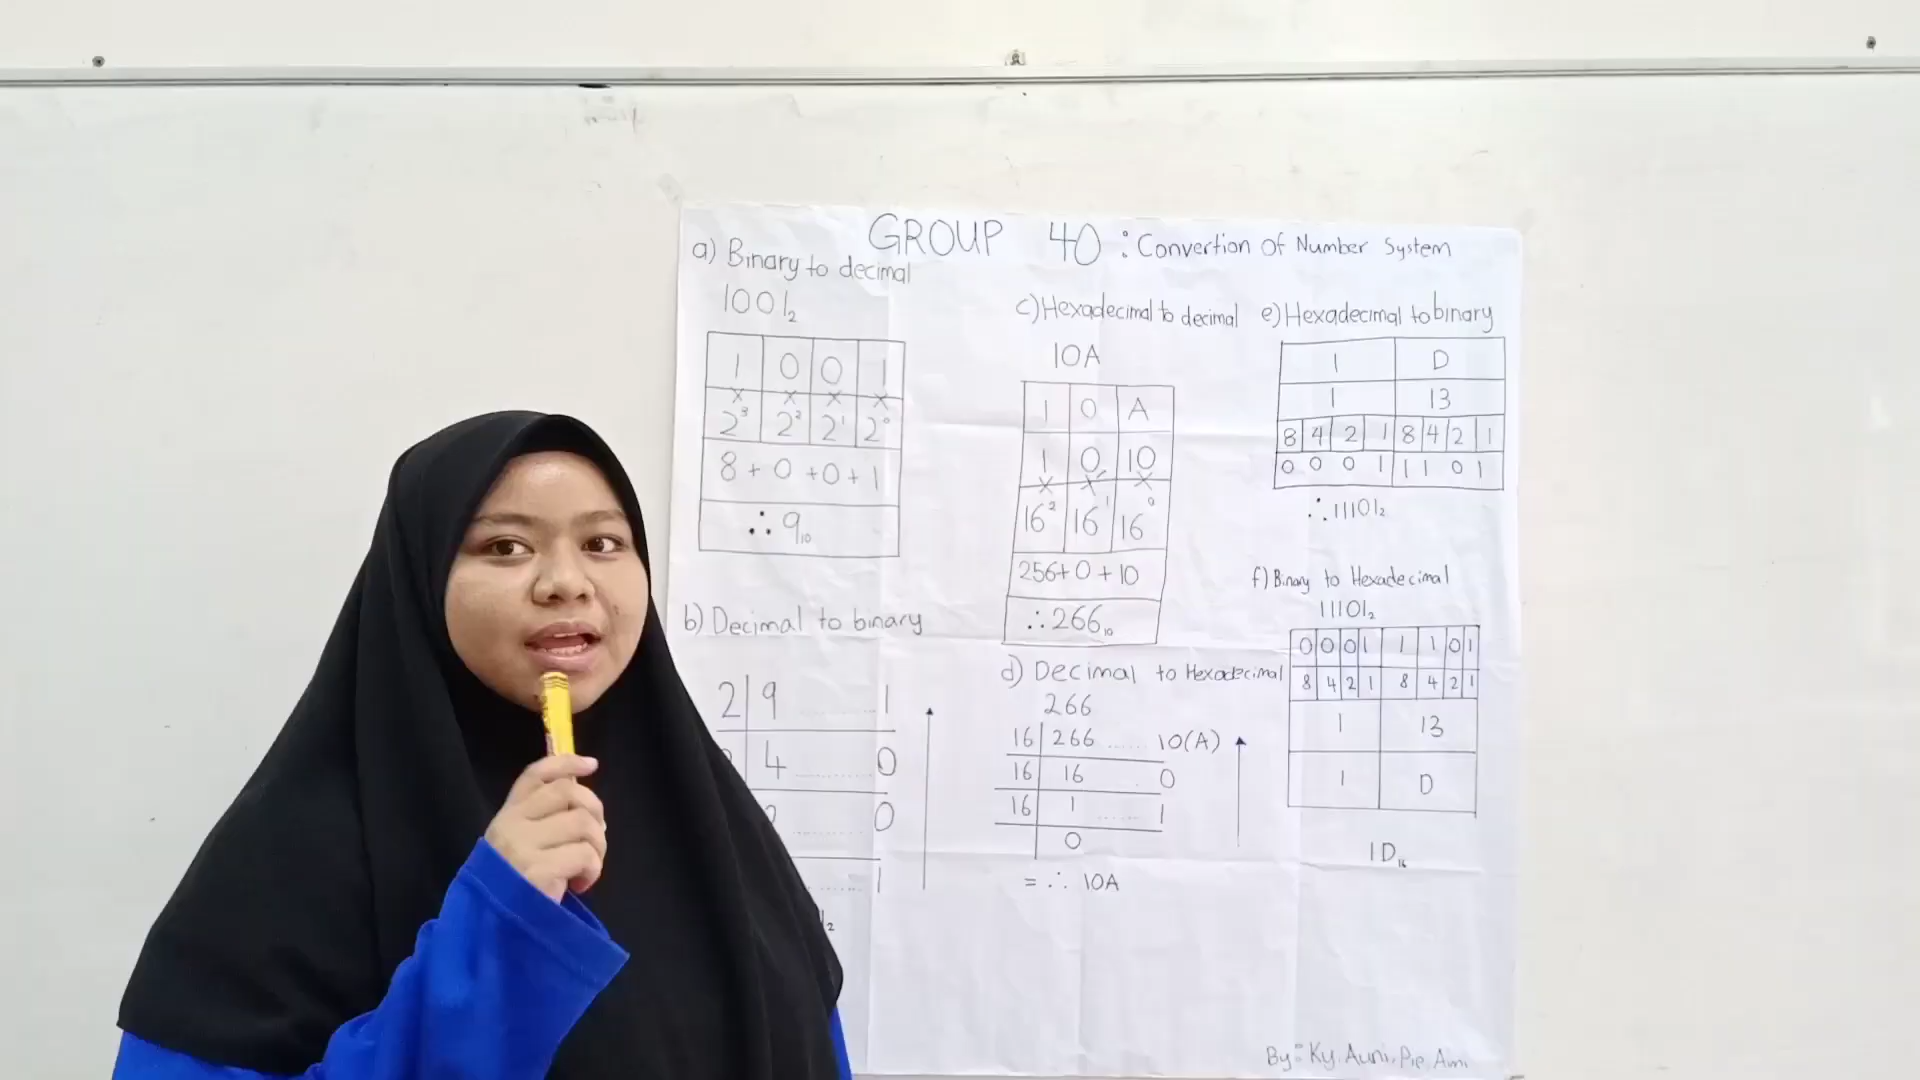 GROUP 40 : Convertion Of Number System
a) Binary to decimal
1001₂
1 0 0 1
× × × ×
2³ 2² 2¹ 2⁰
8 + 0 + 0 + 1
∴ 9₁₀
b) Decimal to binary
2 9 ........ 1
4 ........ 0
........ 0
...... 1
₂
c) Hexadecimal to decimal
10A
1 0 A
1 0 10
× × ×
16² 16¹ 16⁰
256 + 0 + 10
∴ 266₁₀
d) Decimal to Hexadecimal
266
16 266 ...... 10(A)
16 16 . 0
16 1 ...... 1
0
= ∴ 10A
e) Hexadecimal to binary
1 D
1 13
8 4 2 1 8 4 2 1
0 0 0 1 1 1 0 1
∴ 11101₂
f) Binary to Hexadecimal
11101₂
0 0 0 1 1 1 0 1
8 4 2 1 8 4 2 1
1 13
1 D
1D₁₆
By : Ky, Auni, Pie, Aimi